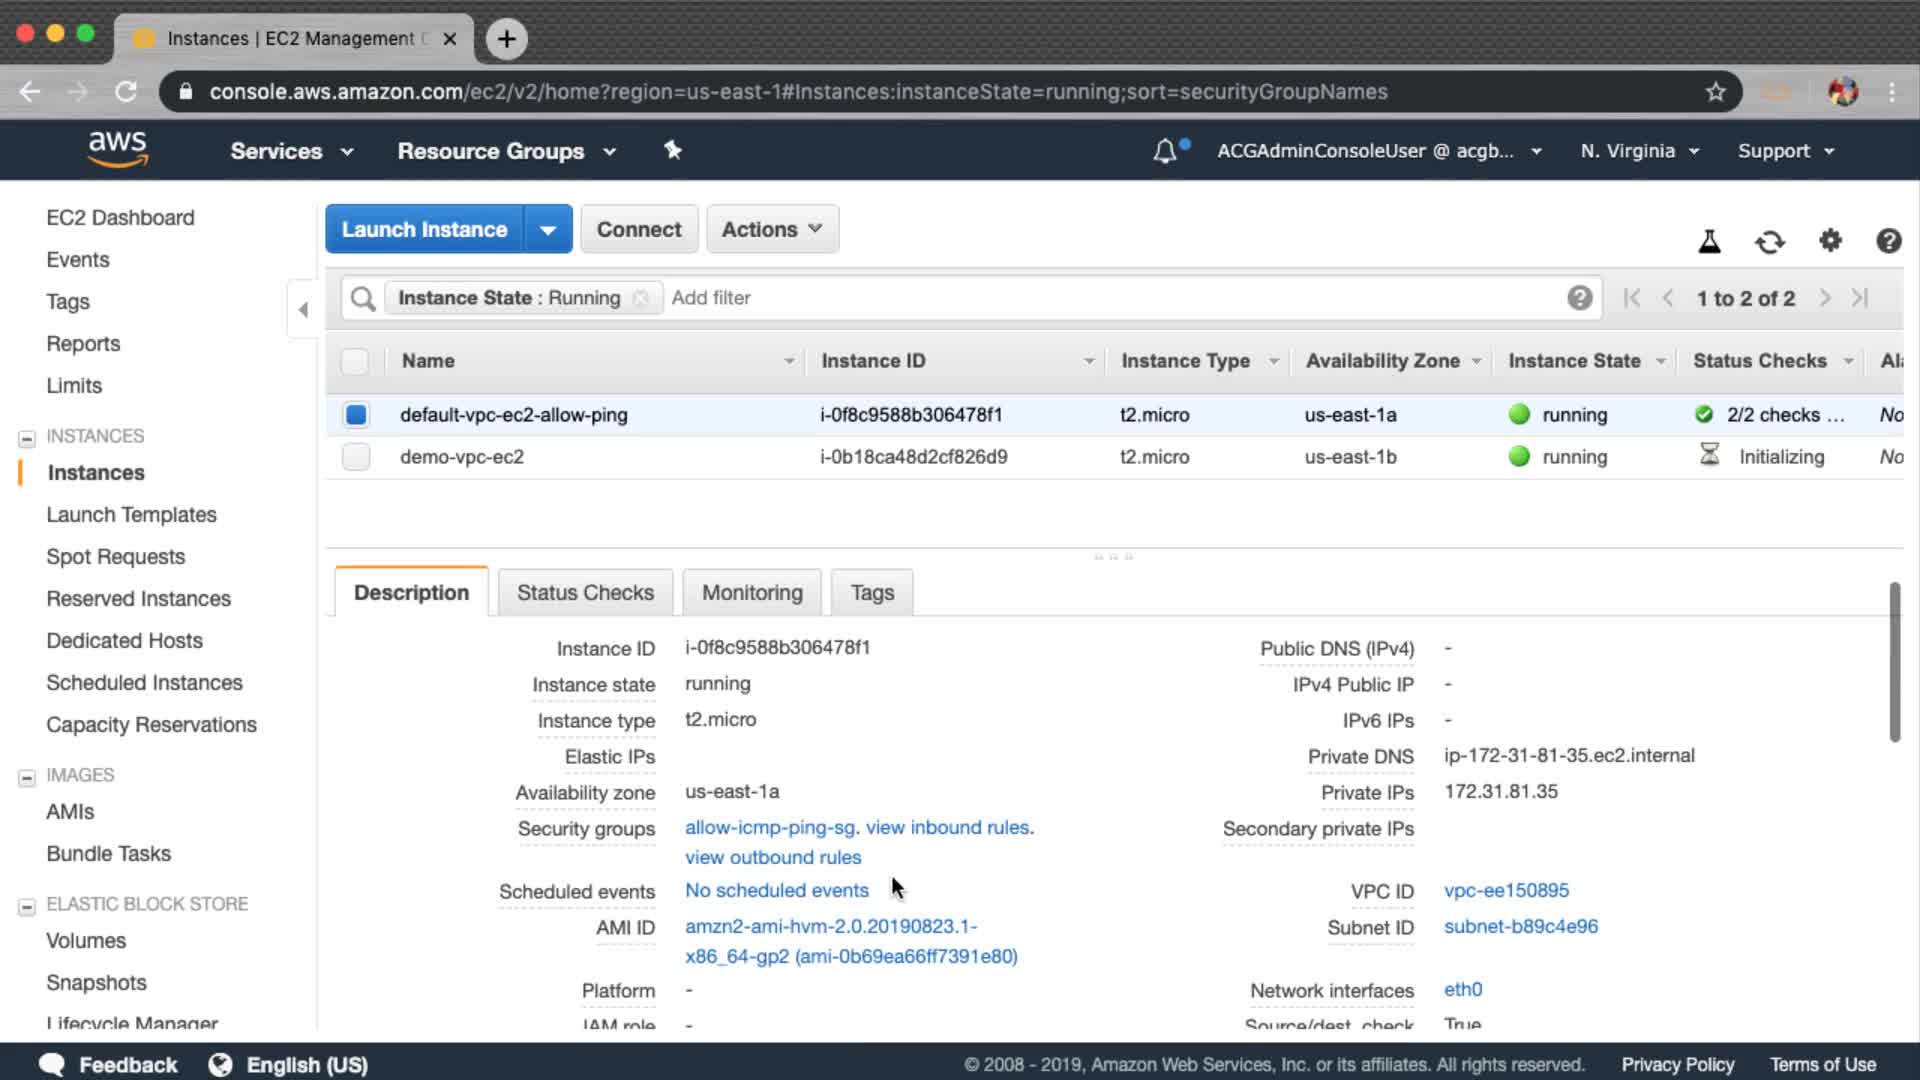 Instances | EC2 Management C
console.aws.amazon.com/ec2/v2/home?region=us-east-1#Instances:instanceState=running;sort=securityGroupNames
aws Services Resource Groups ACGAdminConsoleUser @ acgb... N. Virginia Support
EC2 Dashboard
Events
Tags
Reports
Limits
INSTANCES
Instances
Launch Templates
Spot Requests
Reserved Instances
Dedicated Hosts
Scheduled Instances
Capacity Reservations
IMAGES
AMIs
Bundle Tasks
ELASTIC BLOCK STORE
Volumes
Snapshots
Lifecycle Manager
Launch Instance Connect Actions
Instance State : Running Add filter 1 to 2 of 2
Name Instance ID Instance Type Availability Zone Instance State Status Checks Al
default-vpc-ec2-allow-ping i-0f8c9588b306478f1 t2.micro us-east-1a running 2/2 checks ... No
demo-vpc-ec2 i-0b18ca48d2cf826d9 t2.micro us-east-1b running Initializing No
Description Status Checks Monitoring Tags
Instance ID i-0f8c9588b306478f1
Instance state running
Instance type t2.micro
Elastic IPs
Availability zone us-east-1a
Security groups allow-icmp-ping-sg. view inbound rules.
view outbound rules
Scheduled events No scheduled events
AMI ID amzn2-ami-hvm-2.0.20190823.1-
x86_64-gp2 (ami-0b69ea66ff7391e80)
Platform -
IAM role -
Public DNS (IPv4) -
IPv4 Public IP -
IPv6 IPs -
Private DNS ip-172-31-81-35.ec2.internal
Private IPs 172.31.81.35
Secondary private IPs
VPC ID vpc-ee150895
Subnet ID subnet-b89c4e96
Network interfaces eth0
Source/dest. check True
Feedback English (US) © 2008 - 2019, Amazon Web Services, Inc. or its affiliates. All rights reserved. Privacy Policy Terms of Use